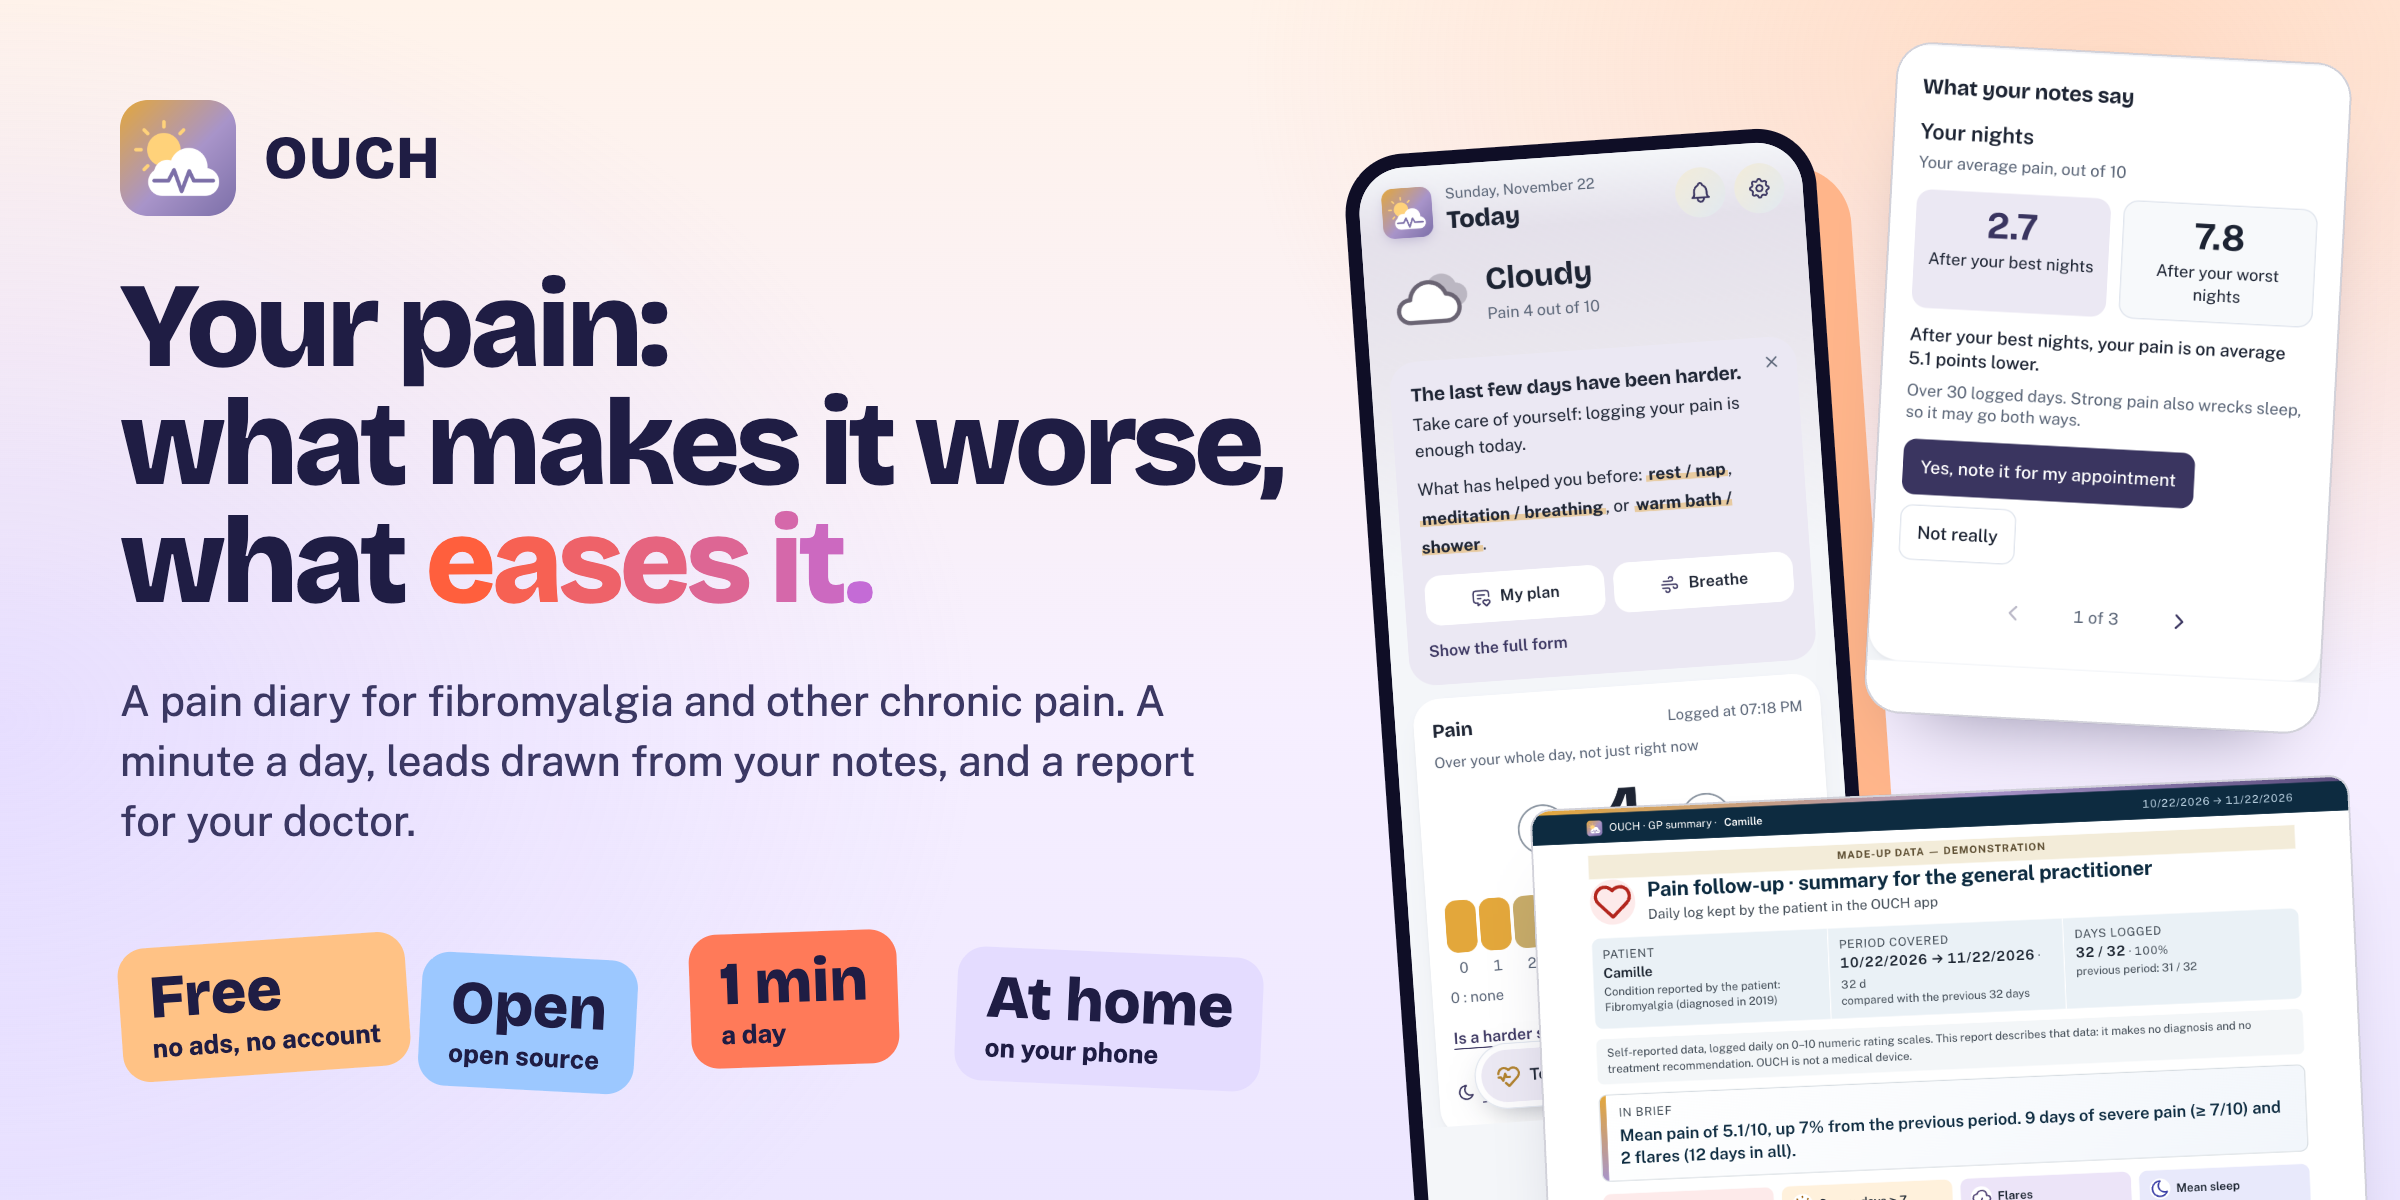 OUCH
Your pain:
what makes it worse,
what eases it.
A pain diary for fibromyalgia and other chronic pain. A
minute a day, leads drawn from your notes, and a report
for your doctor.
Free
no ads, no account
Open
open source
1 min
a day
At home
on your phone
Sunday, November 22
Today
Cloudy
Pain 4 out of 10
The last few days have been harder.
Take care of yourself: logging your pain is
enough today.
What has helped you before: rest / nap,
meditation / breathing, or warm bath /
shower.
My plan
Breathe
Show the full form
Pain
Logged at 07:18 PM
Over your whole day, not just right now
4
0 1 2
0 : none
Is a harder s
What your notes say
Your nights
Your average pain, out of 10
2.7
After your best nights
7.8
After your worst
nights
After your best nights, your pain is on average
5.1 points lower.
Over 30 logged days. Strong pain also wrecks sleep,
so it may go both ways.
Yes, note it for my appointment
Not really
1 of 3
OUCH · GP summary · Camille
10/22/2026 → 11/22/2026
MADE-UP DATA — DEMONSTRATION
Pain follow-up · summary for the general practitioner
Daily log kept by the patient in the OUCH app
PATIENT
Camille
Condition reported by the patient:
Fibromyalgia (diagnosed in 2019)
PERIOD COVERED
10/22/2026 → 11/22/2026 ·
32 d
compared with the previous 32 days
DAYS LOGGED
32 / 32 · 100%
previous period: 31 / 32
Self-reported data, logged daily on 0–10 numeric rating scales. This report describes that data: it makes no diagnosis and no
treatment recommendation. OUCH is not a medical device.
IN BRIEF
Mean pain of 5.1/10, up 7% from the previous period. 9 days of severe pain (≥ 7/10) and
2 flares (12 days in all).
Flares
Mean sleep